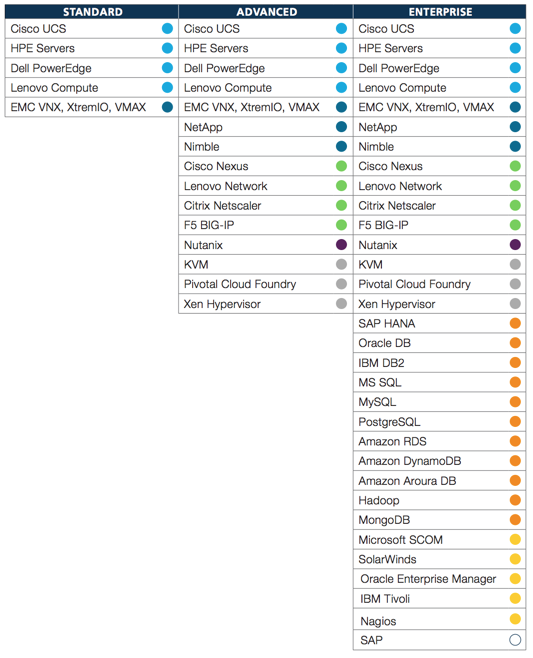 STANDARD ADVANCED ENTERPRISE
Cisco UCS Cisco UCS Cisco UCS
HPE Servers HPE Servers HPE Servers
Dell PowerEdge Dell PowerEdge Dell PowerEdge
Lenovo Compute Lenovo Compute Lenovo Compute
EMC VNX, XtremIO, VMAX EMC VNX, XtremIO, VMAX EMC VNX, XtremIO, VMAX
NetApp NetApp
Nimble Nimble
Cisco Nexus Cisco Nexus
Lenovo Network Lenovo Network
Citrix Netscaler Citrix Netscaler
F5 BIG-IP F5 BIG-IP
Nutanix Nutanix
KVM KVM
Pivotal Cloud Foundry Pivotal Cloud Foundry
Xen Hypervisor Xen Hypervisor
SAP HANA
Oracle DB
IBM DB2
MS SQL
MySQL
PostgreSQL
Amazon RDS
Amazon DynamoDB
Amazon Aroura DB
Hadoop
MongoDB
Microsoft SCOM
SolarWinds
Oracle Enterprise Manager
IBM Tivoli
Nagios
SAP